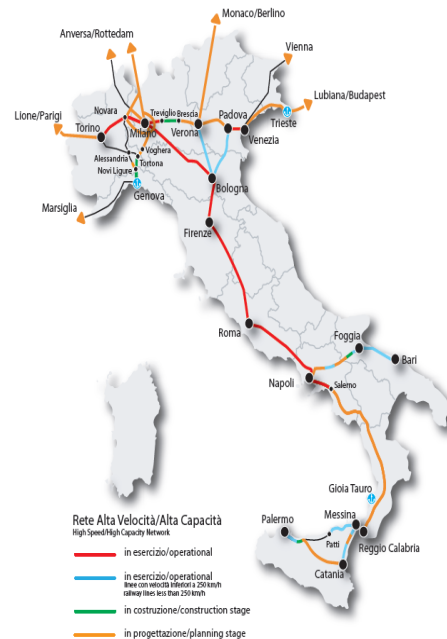 Monaco/Berlino
Anversa/Rottedam
Vienna
Lubiana/Budapest
Lione/Parigi
Novara
Treviglio
Brescia
Padova
Trieste
Torino
Milano
Verona
Venezia
Voghera
Alessandria
Tortona
Novi Ligure
Bologna
Genova
Marsiglia
Firenze
Roma
Foggia
Bari
Napoli
Salerno
Gioia Tauro
Rete Alta Velocità/Alta Capacità
High Speed/High Capacity Network
Palermo
Messina
Patti
Reggio Calabria
Catania
in esercizio/operational
in esercizio/operational
linee con velocità inferiori a 250 km/h
railway lines less than 250 km/h
in costruzione/construction stage
in progettazione/planning stage